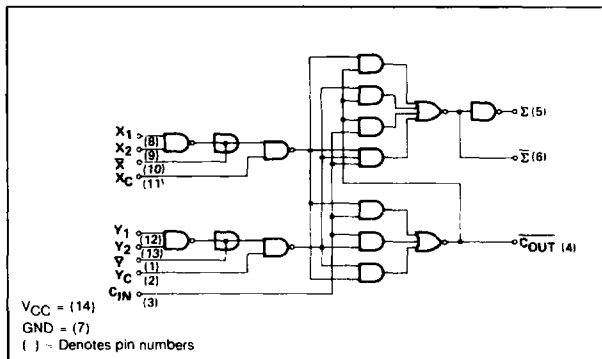 X1
(8)
X2
(9)
X̅
(10)
XC
(11)
Y1
(12)
Y2
(13)
Y̅
(1)
YC
(2)
CIN
(3)
Σ (5)
Σ̅ (6)
C̅O̅U̅T̅ (4)
VCC = (14)
GND = (7)
( ) = Denotes pin numbers